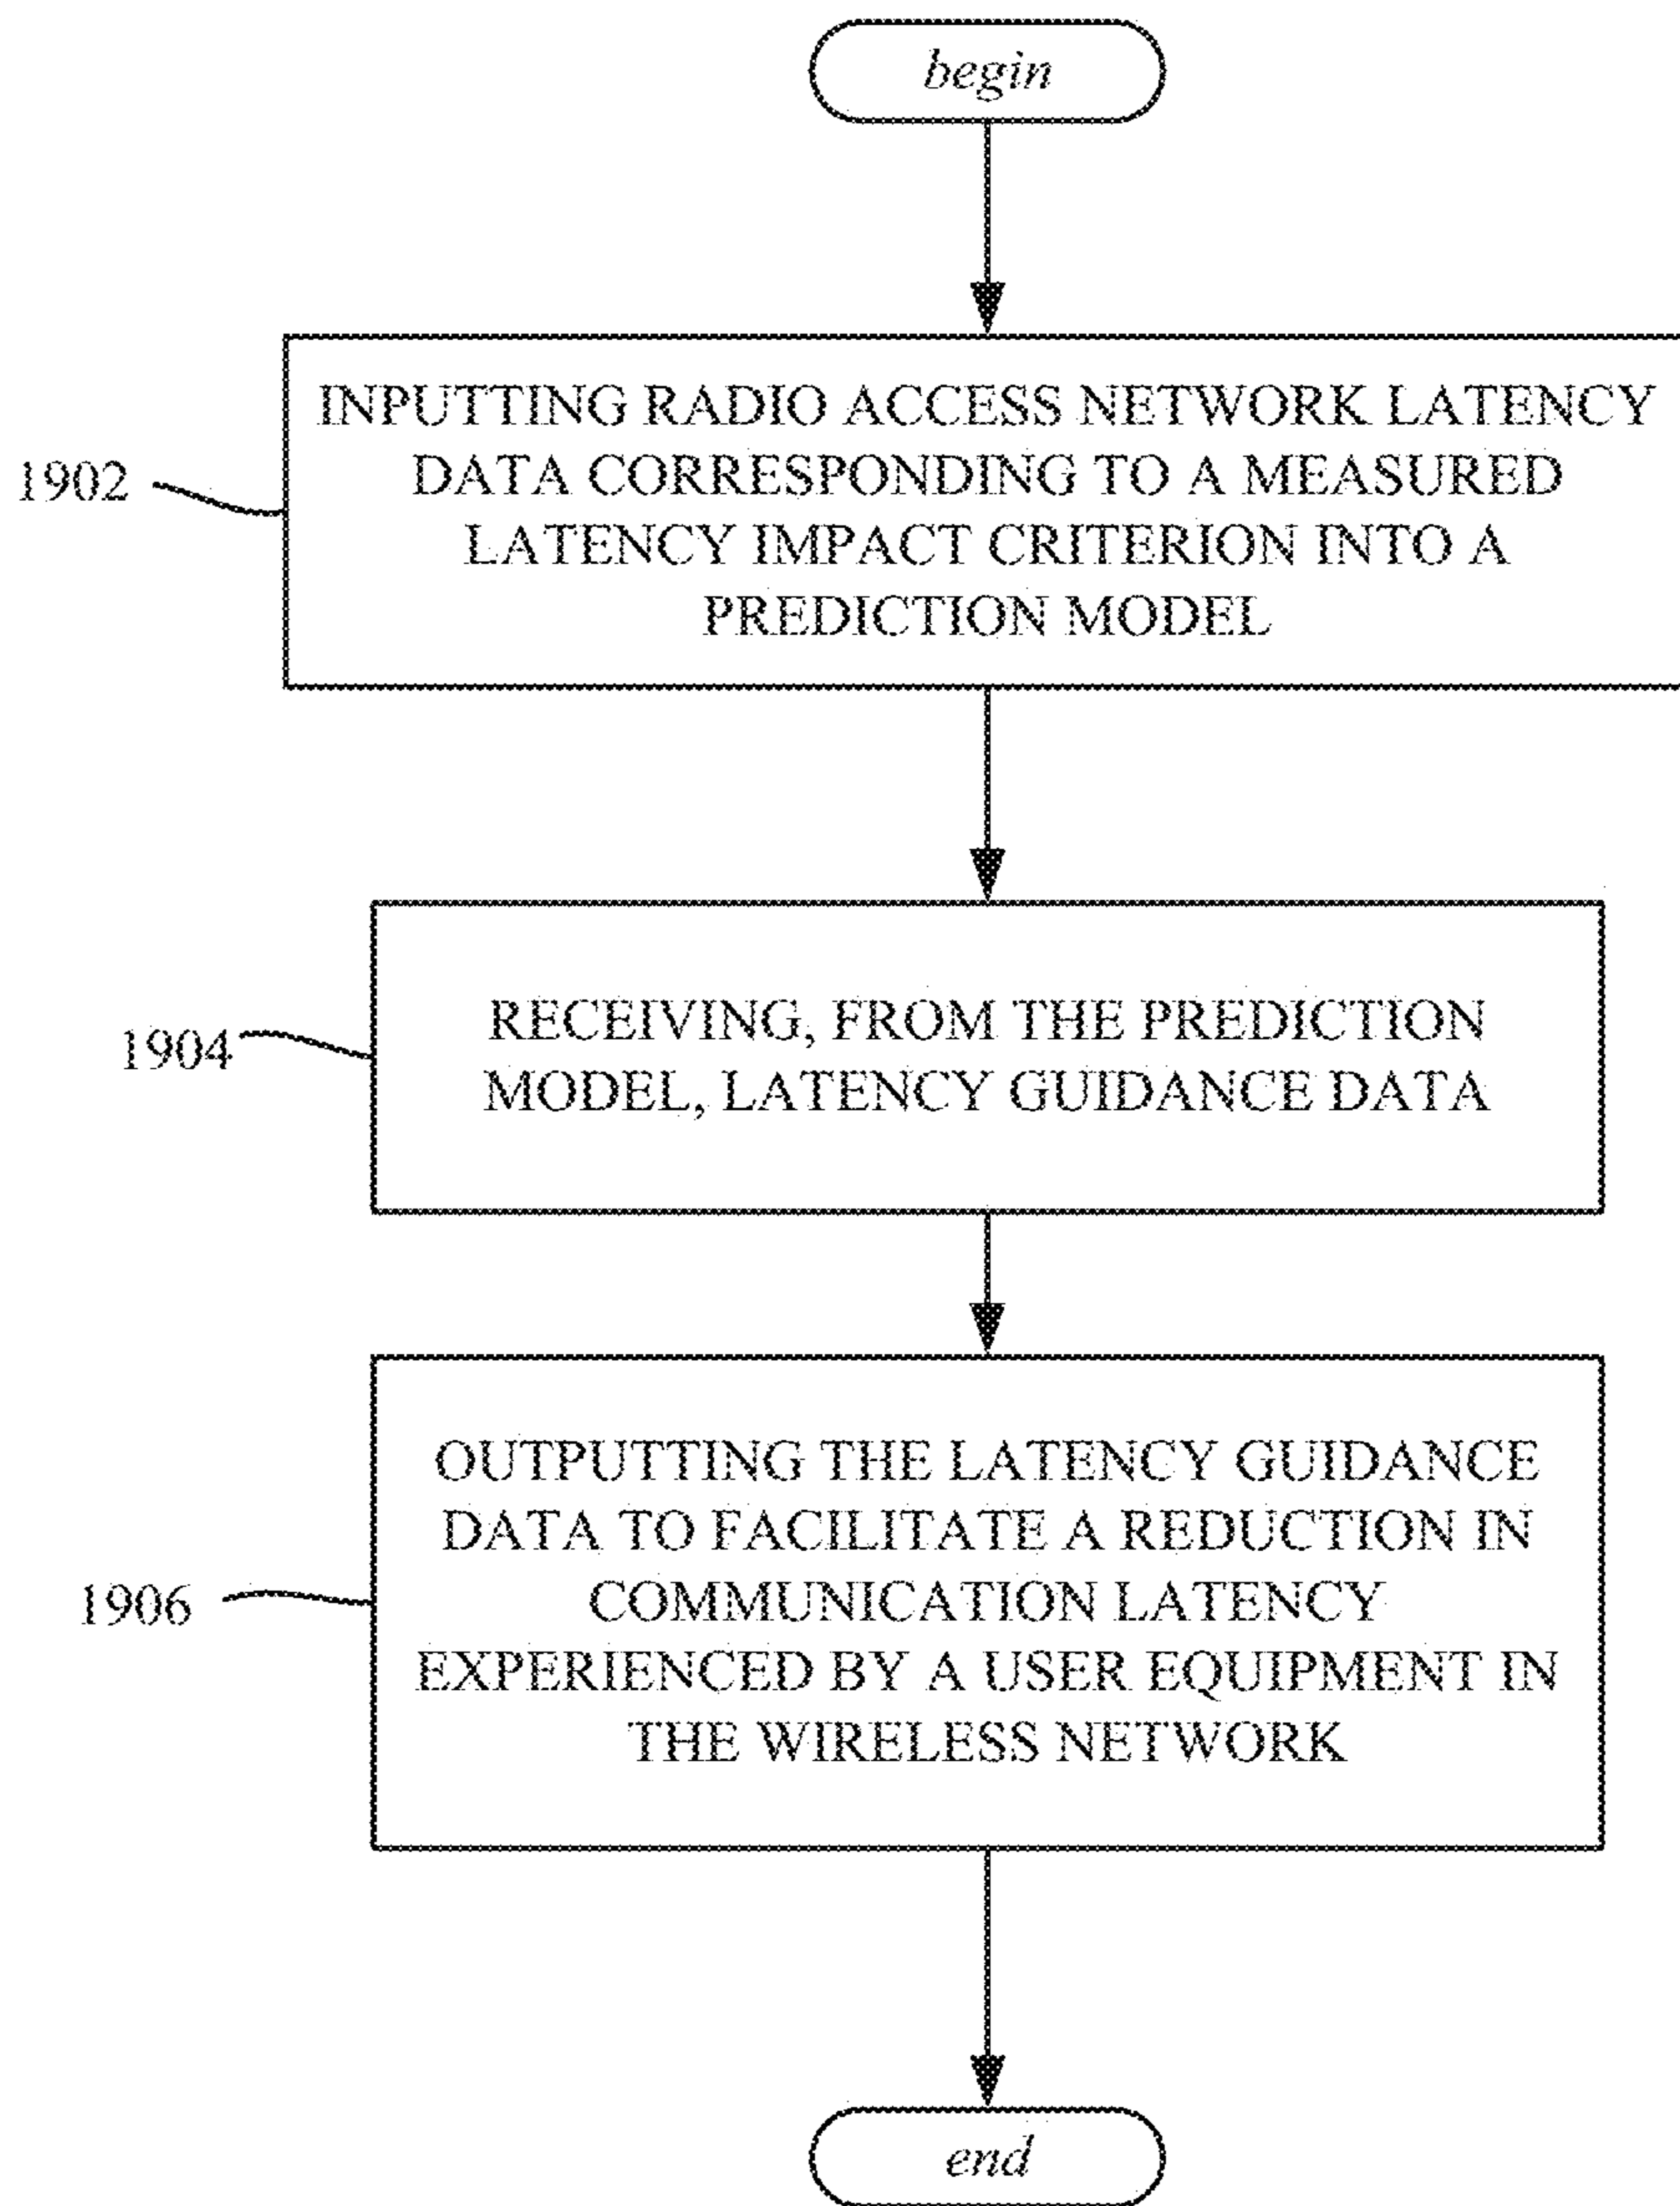 begin
1902
INPUTTING RADIO ACCESS NETWORK LATENCY
DATA CORRESPONDING TO A MEASURED
LATENCY IMPACT CRITERION INTO A
PREDICTION MODEL
1904
RECEIVING, FROM THE PREDICTION
MODEL, LATENCY GUIDANCE DATA
1906
OUTPUTTING THE LATENCY GUIDANCE
DATA TO FACILITATE A REDUCTION IN
COMMUNICATION LATENCY
EXPERIENCED BY A USER EQUIPMENT IN
THE WIRELESS NETWORK
end